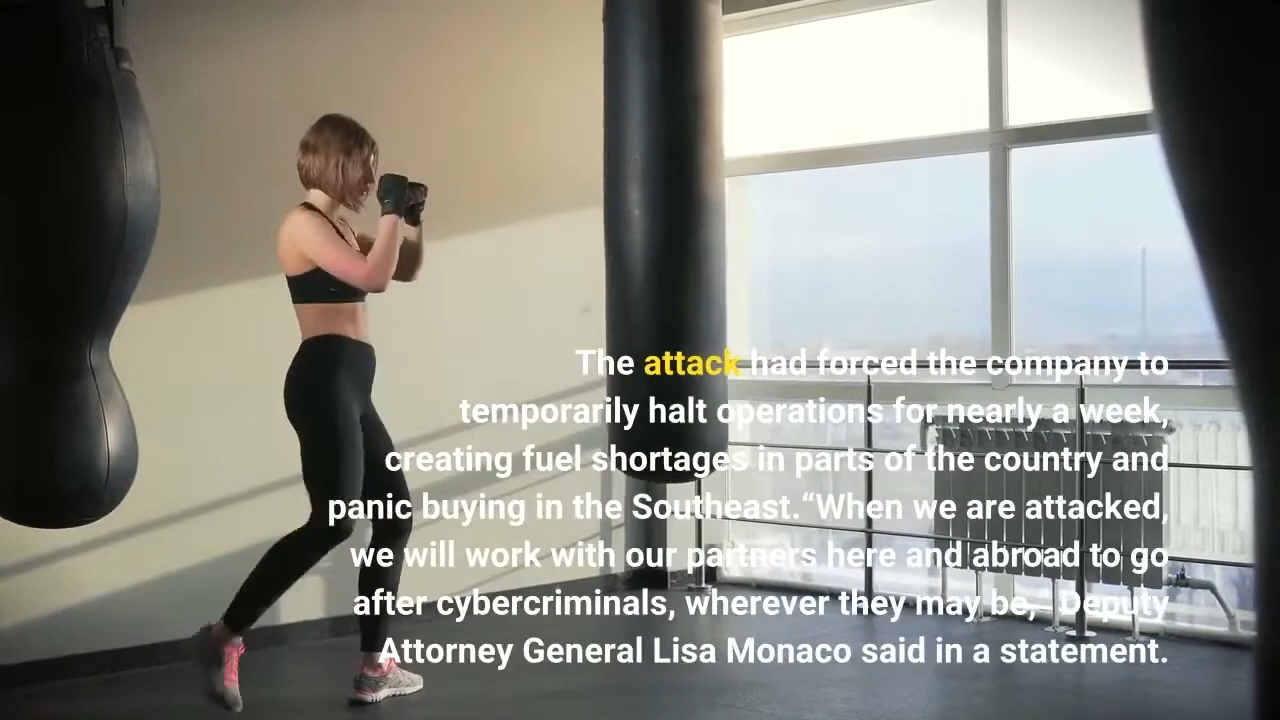 The attack had forced the company to
temporarily halt operations for nearly a week,
creating fuel shortages in parts of the country and
panic buying in the Southeast.“When we are attacked,
we will work with our partners here and abroad to go
after cybercriminals, wherever they may be,” Deputy
Attorney General Lisa Monaco said in a statement.